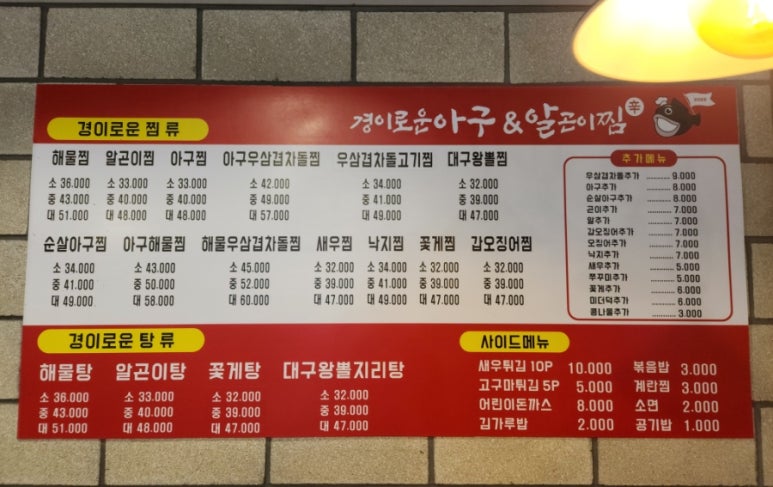 경이로운아구&알곤이찜 辛
경이로운 찜 류
해물찜 알곤이찜 아구찜 아구우삼겹차돌찜 우삼겹차돌고기찜 대구왕뽈찜
소 36.000 소 33.000 소 33.000 소 42.000 소 34.000 소 32.000
중 43.000 중 40.000 중 40.000 중 49.000 중 41.000 중 39.000
대 51.000 대 48.000 대 48.000 대 57.000 대 49.000 대 47.000
순살아구찜 아구해물찜 해물우삼겹차돌찜 새우찜 낙지찜 꽃게찜 갑오징어찜
소 34.000 소 43.000 소 45.000 소 32.000 소 34.000 소 32.000 소 32.000
중 41.000 중 50.000 중 52.000 중 39.000 중 41.000 중 39.000 중 39.000
대 49.000 대 58.000 대 60.000 대 47.000 대 49.000 대 47.000 대 47.000
추가메뉴
우삼겹차돌추가 9.000
아구추가 8.000
순살아구추가 8.000
곤이추가 7.000
알추가 7.000
갑오징어추가 7.000
오징어추가 7.000
낙지추가 7.000
새우추가 5.000
쭈꾸미추가 5.000
꽃게추가 6.000
미더덕추가 6.000
콩나물추가 3.000
경이로운 탕 류
해물탕 알곤이탕 꽃게탕 대구왕뽈지리탕
소 36.000 소 33.000 소 32.000 소 32.000
중 43.000 중 40.000 중 39.000 중 39.000
대 51.000 대 48.000 대 47.000 대 47.000
사이드메뉴
새우튀김 10P 10.000 볶음밥 3.000
고구마튀김 5P 5.000 계란찜 3.000
어린이돈까스 8.000 소면 2.000
김가루밥 2.000 공기밥 1.000